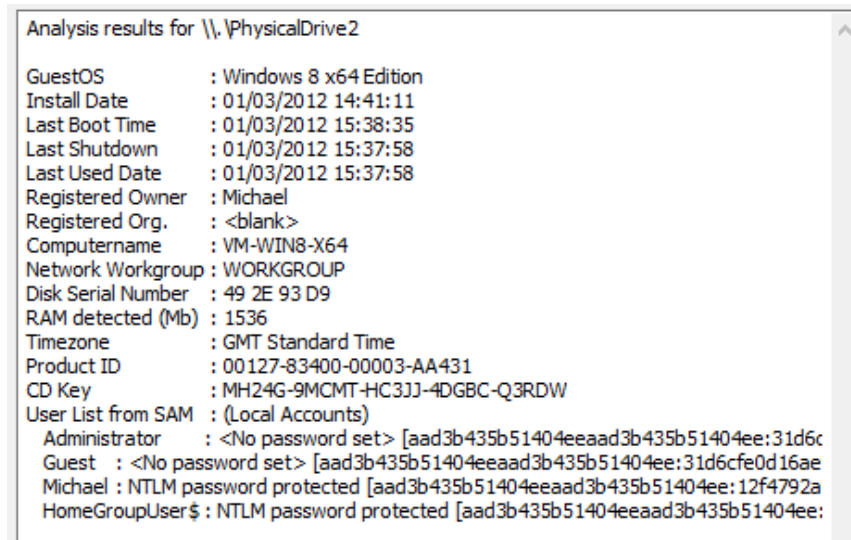 Analysis results for \\.\PhysicalDrive2
GuestOS : Windows 8 x64 Edition
Install Date : 01/03/2012 14:41:11
Last Boot Time : 01/03/2012 15:38:35
Last Shutdown : 01/03/2012 15:37:58
Last Used Date : 01/03/2012 15:37:58
Registered Owner : Michael
Registered Org. : <blank>
Computername : VM-WIN8-X64
Network Workgroup : WORKGROUP
Disk Serial Number : 49 2E 93 D9
RAM detected (Mb) : 1536
Timezone : GMT Standard Time
Product ID : 00127-83400-00003-AA431
CD Key : MH24G-9MCMT-HC3JJ-4DGBC-Q3RDW
User List from SAM : (Local Accounts)
Administrator : <No password set> [aad3b435b51404eeaad3b435b51404ee:31d6c
Guest : <No password set> [aad3b435b51404eeaad3b435b51404ee:31d6cfe0d16ae
Michael : NTLM password protected [aad3b435b51404eeaad3b435b51404ee:12f4792a
HomeGroupUser$ : NTLM password protected [aad3b435b51404eeaad3b435b51404ee: